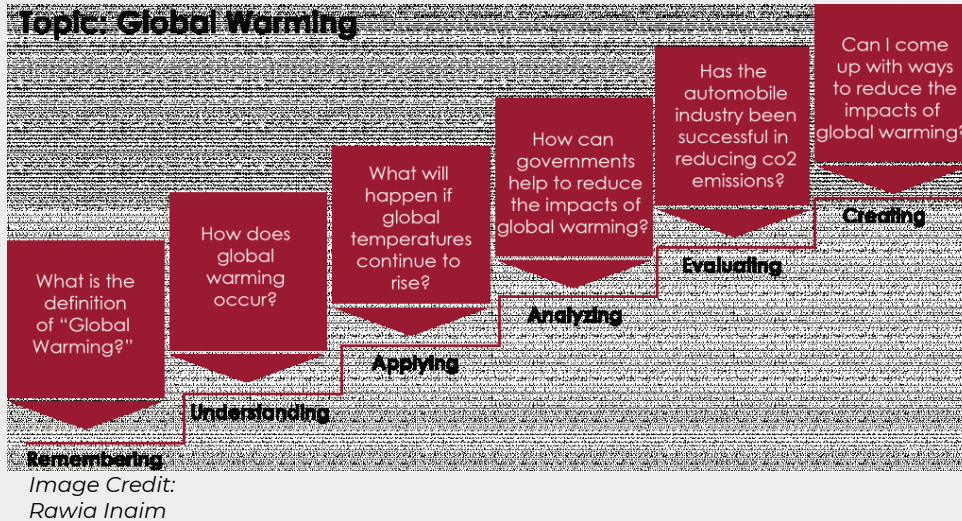 Topic: Global Warming
What is the
definition
of “Global
Warming?”
Remembering
How does
global
warming
occur?
Understanding
What will
happen if
global
temperatures
continue to
rise?
Applying
How can
governments
help to reduce
the impacts of
global warming?
Analyzing
Has the
automobile
industry been
successful in
reducing co2
emissions?
Evaluating
Can I come
up with ways
to reduce the
impacts of
global warming?
Creating
Image Credit:
Rawia Inaim